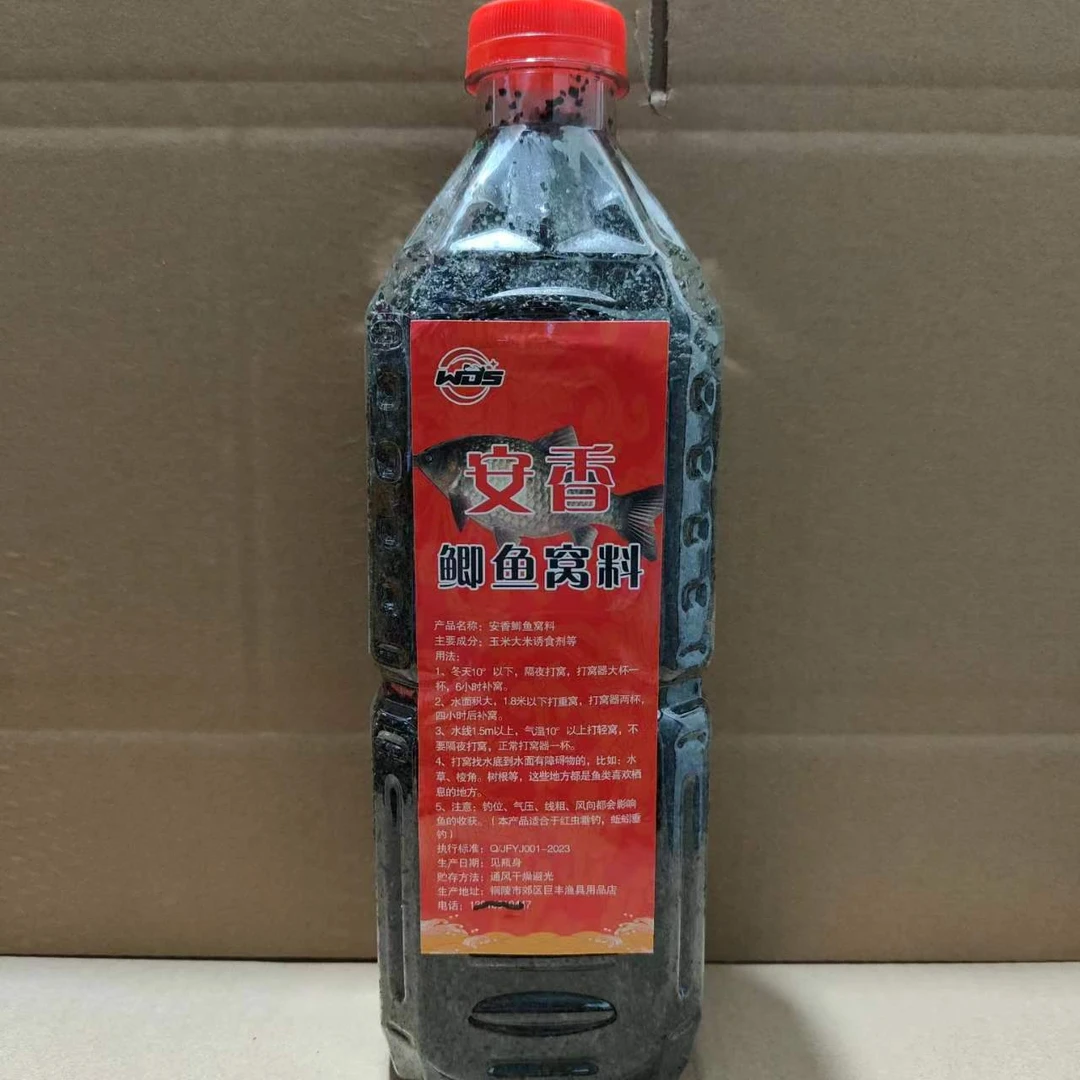 WDS
安香
鲫鱼窝料
产品名称：安香鲫鱼窝料
主要成分：玉米大米诱食剂等
用法：
1、冬天10°以下，隔夜打窝，打窝器大杯一
杯，6小时补窝。
2、水面积大，1.8米以下打重窝，打窝器两杯，
四小时后补窝。
3、水线1.5m以上，气温10°以上打轻窝，不
要隔夜打窝，正常打窝器一杯。
4、打窝找水底到水面有障碍物的，比如：水
草、棱角。树根等，这些地方都是鱼类喜欢栖
息的地方。
5、注意：钓位、气压、线粗、风向都会影响
鱼的收获。（本产品适合于红虫垂钓，蚯蚓垂
钓）
执行标准：Q/JFYJ001-2023
生产日期：见瓶身
贮存方法：通风干燥避光
生产地址：铜陵市郊区巨丰渔具用品店
电话：